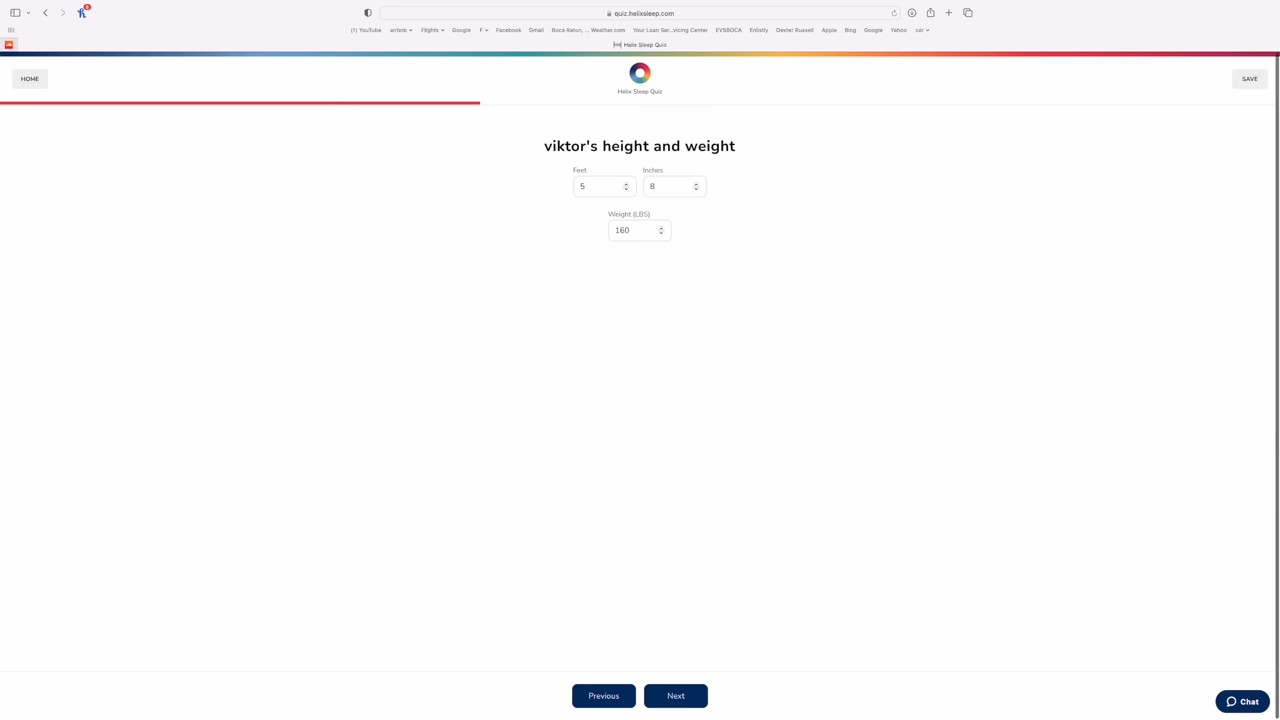 quiz.helixsleep.com
(1) YouTube airbnb Flights Google F Facebook Gmail Boca Raton, ... Weather.com Your Loan Ser...vicing Center EVSBOCA Enlistly Dexter Russell Apple Bing Google Yahoo car
Helix Sleep Quiz
HOME
Helix Sleep Quiz
SAVE
viktor's height and weight
Feet Inches
5 8
Weight (LBS)
160
Previous Next
Chat